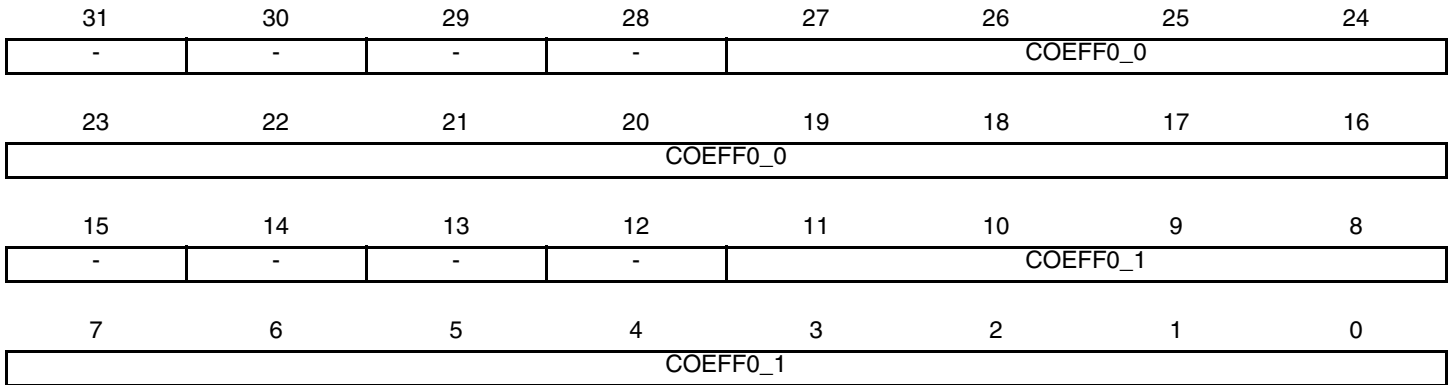 31 30 29 28 27 26 25 24
- - - - COEFF0_0
23 22 21 20 19 18 17 16
COEFF0_0
15 14 13 12 11 10 9 8
- - - - COEFF0_1
7 6 5 4 3 2 1 0
COEFF0_1